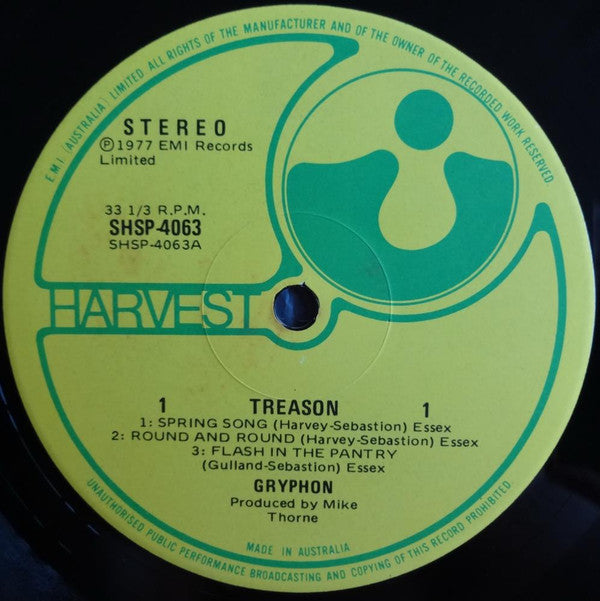 E M I (AUSTRALIA) LIMITED ALL RIGHTS OF THE MANUFACTURER AND OF THE OWNER OF THE RECORDED WORK RESERVED.
STEREO
Ⓟ1977 EMI Records
Limited
33 1/3 R.P.M.
SHSP-4063
SHSP-4063A
HARVEST
1 TREASON 1
1: SPRING SONG (Harvey-Sebastion) Essex
2: ROUND AND ROUND (Harvey-Sebastion) Essex
3: FLASH IN THE PANTRY
(Gulland-Sebastion) Essex
GRYPHON
Produced by Mike
Thorne
MADE IN AUSTRALIA
UNAUTHORISED PUBLIC PERFORMANCE BROADCASTING AND COPYING OF THIS RECORD PROHIBITED